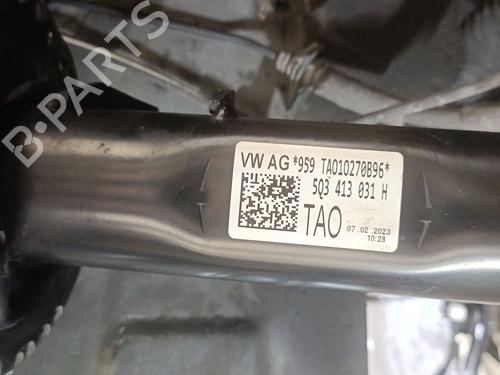 VW AG *959 TAO10270B96*
5Q3 413 031 H
TAO 07.02.2023
10:28
B-PARTS